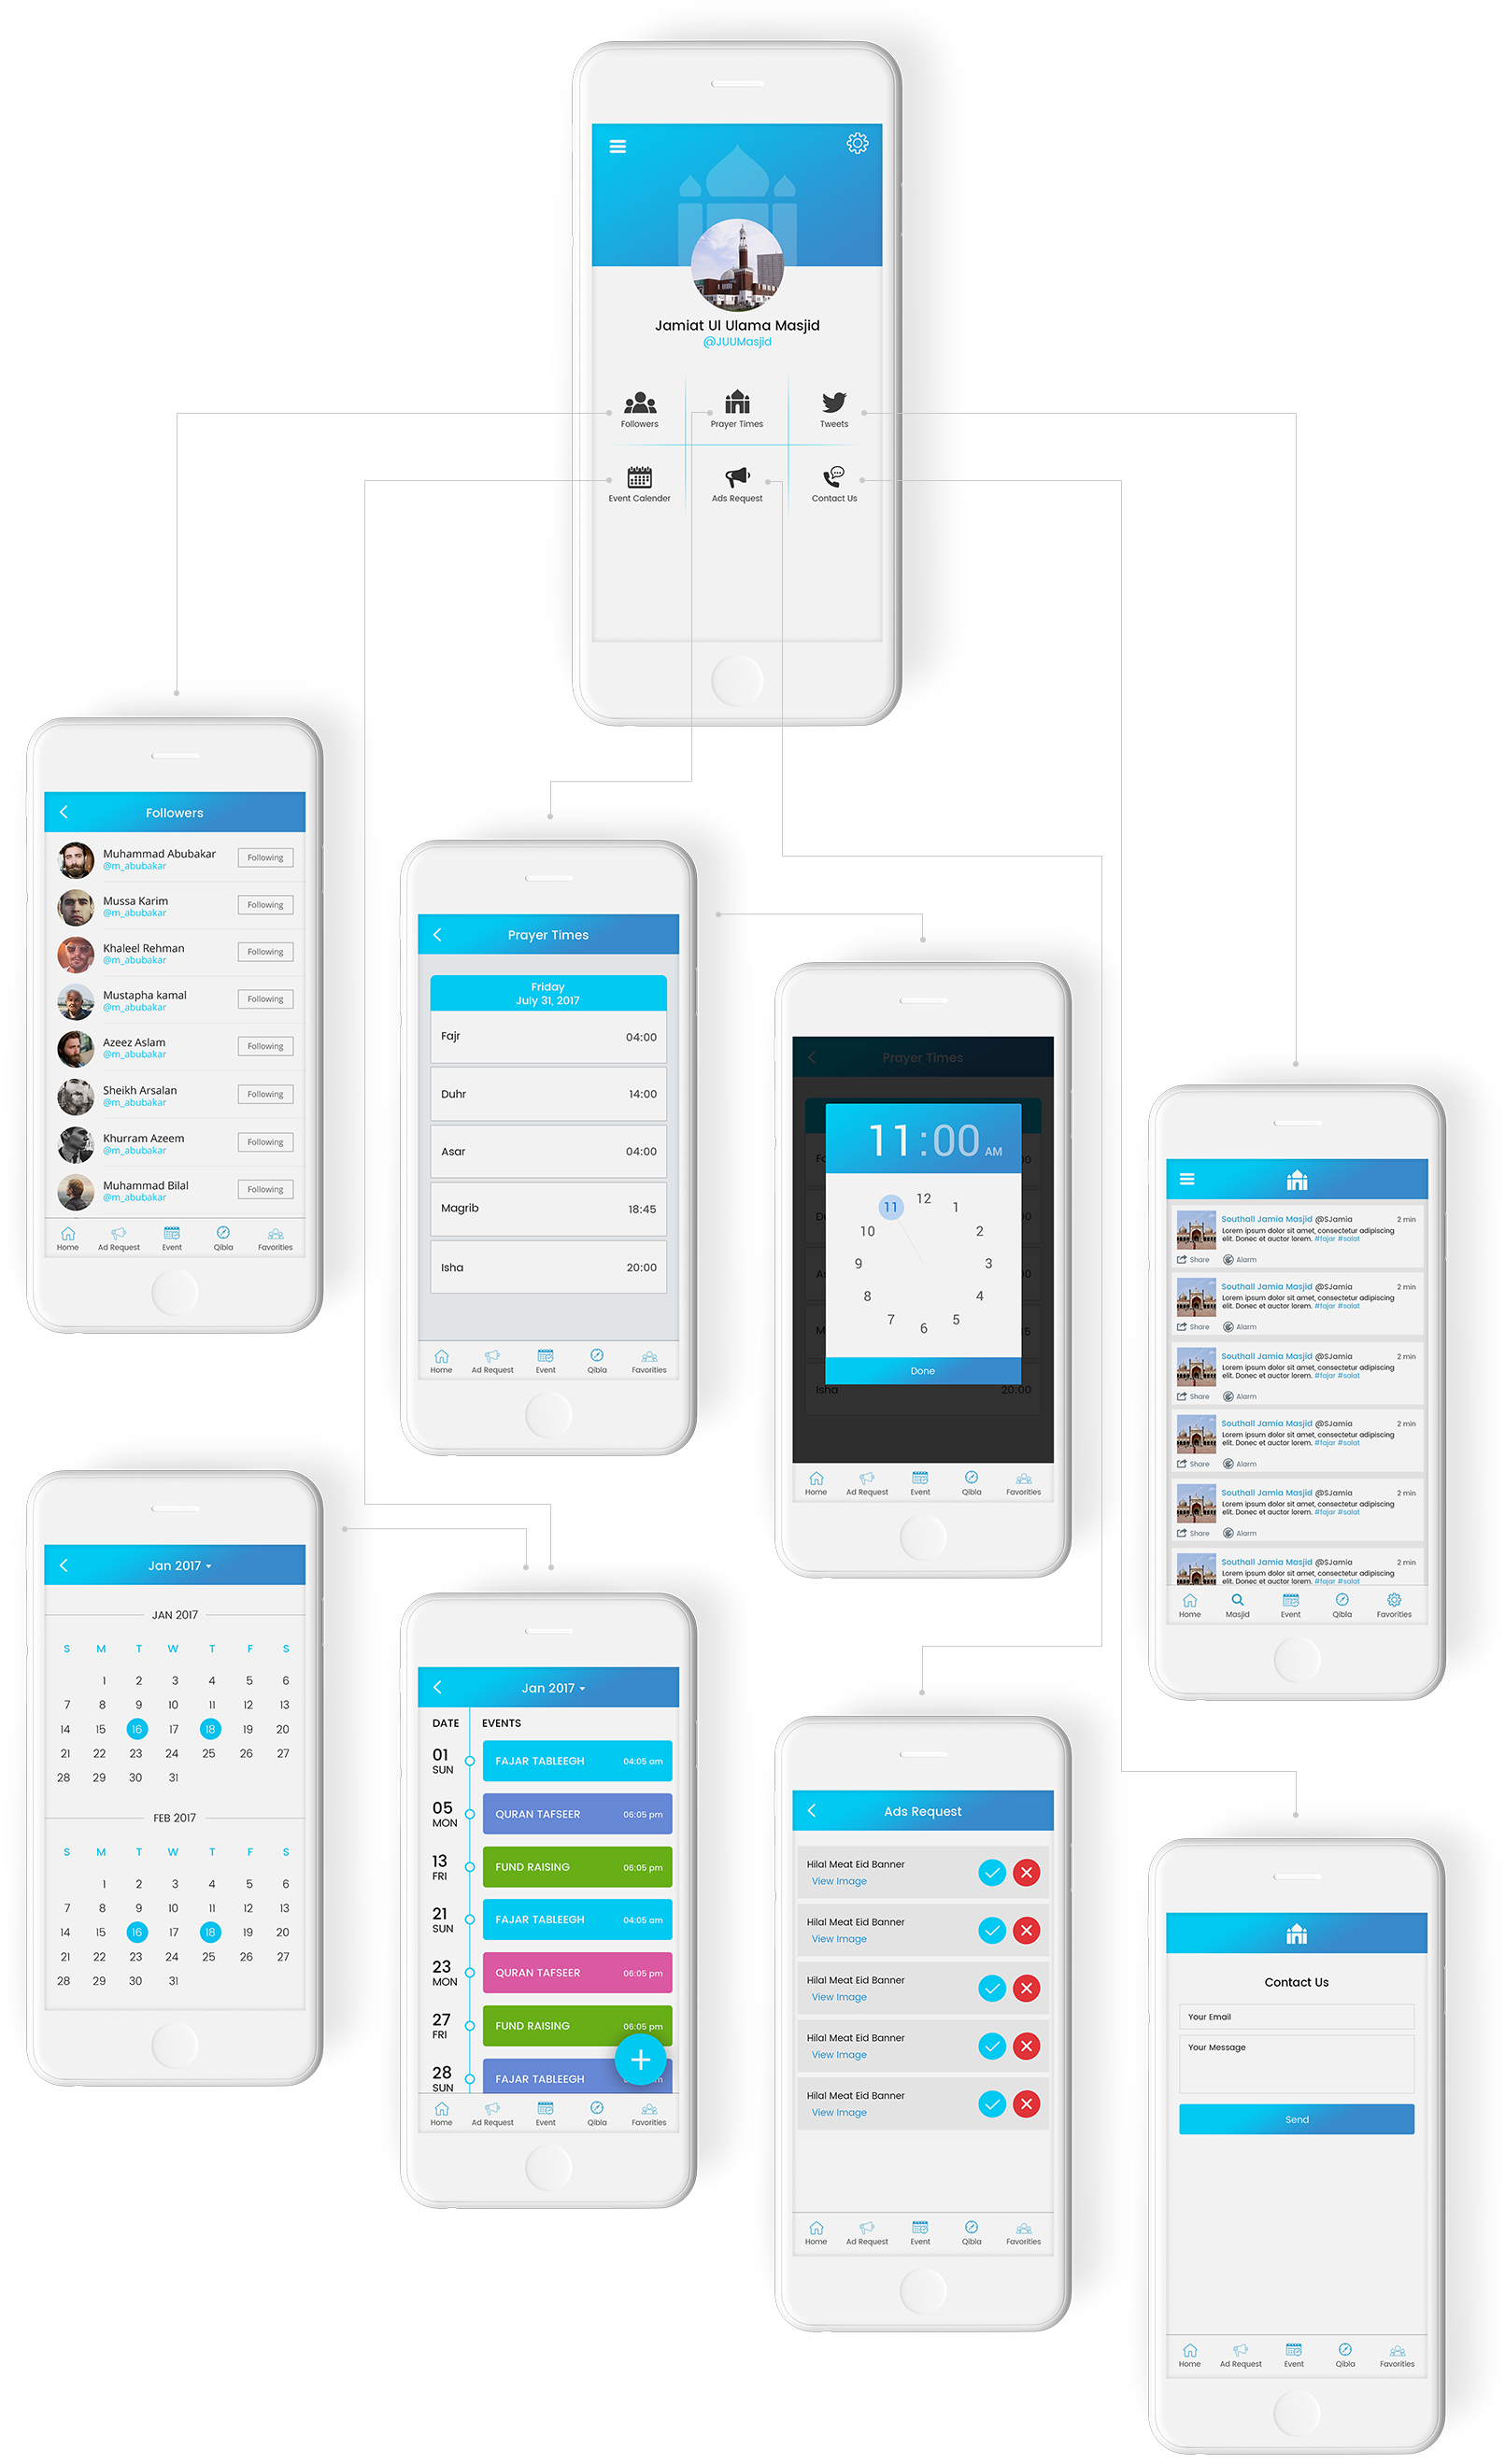 Jamiat Ul Ulama Masjid
@JUUMasjid
Followers
Prayer Times
Tweets
Event Calender
Ads Request
Contact Us
Followers
Muhammad Abubakar
@m_abubakar
Following
Mussa Karim
@m_abubakar
Following
Khaleel Rehman
@m_abubakar
Following
Mustapha kamal
@m_abubakar
Following
Azeez Aslam
@m_abubakar
Following
Sheikh Arsalan
@m_abubakar
Following
Khurram Azeem
@m_abubakar
Following
Muhammad Bilal
@m_abubakar
Following
Home Ad Request Event Qibla Favorities
Prayer Times
Friday
July 31, 2017
Fajr 04:00
Duhr 14:00
Asar 04:00
Magrib 18:45
Isha 20:00
Home Ad Request Event Qibla Favorities
Prayer Times
11:00 AM
12
11 1
10 2
9 3
8 4
7 5
6
Done
Isha 20:00
Home Ad Request Event Qibla Favorities
Southall Jamia Masjid @SJamia 2 min
Lorem ipsum dolor sit amet, consectetur adipiscing
elit. Donec et auctor lorem. #fajar #salat
Share Alarm
Southall Jamia Masjid @SJamia 2 min
Lorem ipsum dolor sit amet, consectetur adipiscing
elit. Donec et auctor lorem. #fajar #salat
Share Alarm
Southall Jamia Masjid @SJamia 2 min
Lorem ipsum dolor sit amet, consectetur adipiscing
elit. Donec et auctor lorem. #fajar #salat
Share Alarm
Southall Jamia Masjid @SJamia 2 min
Lorem ipsum dolor sit amet, consectetur adipiscing
elit. Donec et auctor lorem. #fajar #salat
Share Alarm
Southall Jamia Masjid @SJamia 2 min
Lorem ipsum dolor sit amet, consectetur adipiscing
elit. Donec et auctor lorem. #fajar #salat
Share Alarm
Southall Jamia Masjid @SJamia 2 min
Lorem ipsum dolor sit amet, consectetur adipiscing
elit. Donec et auctor lorem. #fajar #salat
Home Masjid Event Qibla Favorities
Jan 2017
JAN 2017
S M T W T F S
1 2 3 4 5 6
7 8 9 10 11 12 13
14 15 16 17 18 19 20
21 22 23 24 25 26 27
28 29 30 31
FEB 2017
S M T W T F S
1 2 3 4 5 6
7 8 9 10 11 12 13
14 15 16 17 18 19 20
21 22 23 24 25 26 27
28 29 30 31
Jan 2017
DATE EVENTS
01 SUN FAJAR TABLEEGH 04:05 am
05 MON QURAN TAFSEER 06:05 pm
13 FRI FUND RAISING 06:05 pm
21 SUN FAJAR TABLEEGH 04:05 am
23 MON QURAN TAFSEER 06:05 pm
27 FRI FUND RAISING 06:05 pm
28 SUN FAJAR TABLEEGH
Home Ad Request Event Qibla Favorities
Ads Request
Hilal Meat Eid Banner
View Image
Hilal Meat Eid Banner
View Image
Hilal Meat Eid Banner
View Image
Hilal Meat Eid Banner
View Image
Hilal Meat Eid Banner
View Image
Home Ad Request Event Qibla Favorities
Contact Us
Your Email
Your Message
Send
Home Ad Request Event Qibla Favorities